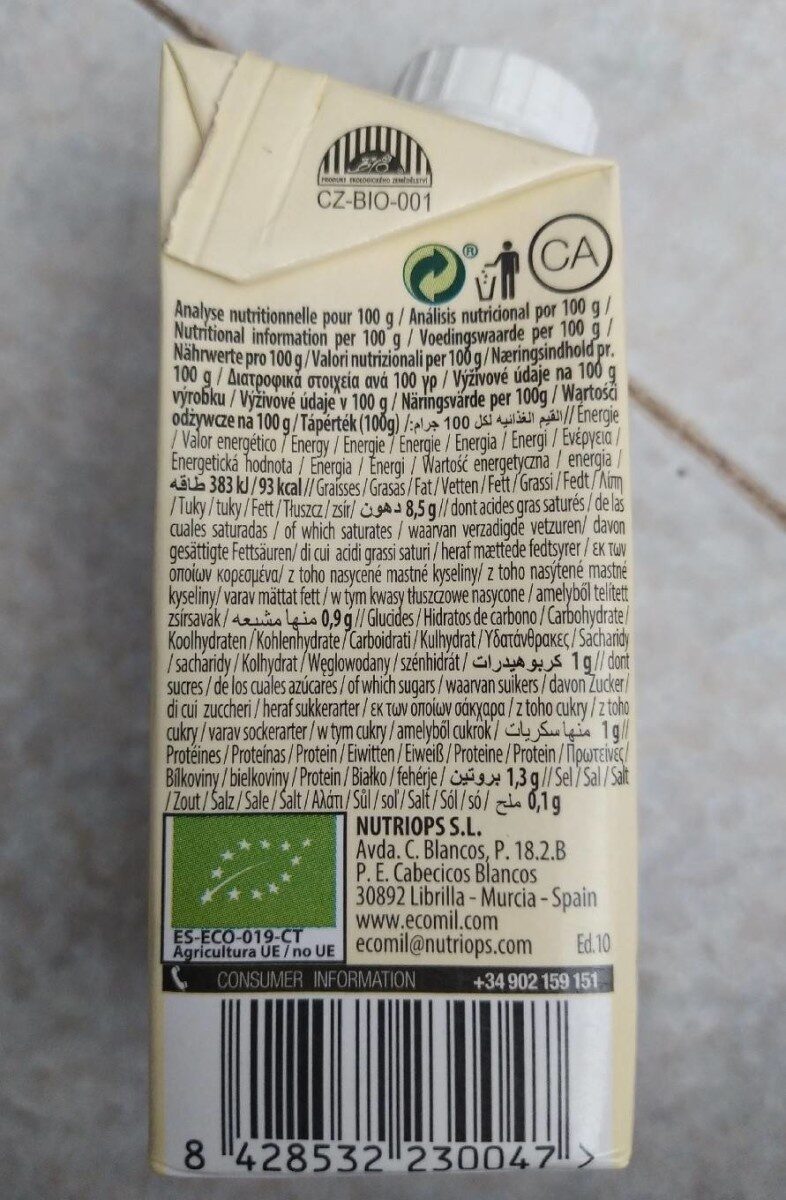 PRODUKT EKOLOGICKÉHO ZEMĚDĚLSTVÍ
CZ-BIO-001
CA
®
Analyse nutritionnelle pour 100 g / Análisis nutricional por 100 g /
Nutritional information per 100 g / Voedingswaarde per 100 g /
Nährwerte pro 100 g / Valori nutrizionali per 100 g / Næringsindhold pr.
100 g / Διατροφικά στοιχεία ανά 100 γρ / Výživové údaje na 100 g
výrobku / Výživové údaje v 100 g / Näringsvärde per 100g / Wartości
odżywcze na 100 g / Tápérték (100g) /: القيم الغذائيه لكل 100 جرام // Énergie
/ Valor energético / Energy / Energie / Energie / Energia / Energi / Ενέργεια /
Energetická hodnota / Energia / Energi / Wartość energetyczna / energia /
طاقه 383 kJ / 93 kcal // Graisses / Grasas / Fat / Vetten / Fett / Grassi / Fedt / Λίπη
/ Tuky / tuky / Fett / Tłuszcz / zsír/ دهون 8,5 g // dont acides gras saturés / de las
cuales saturadas / of which saturates / waarvan verzadigde vetzuren/ davon
gesättigte Fettsäuren/ di cui acidi grassi saturi / heraf mættede fedtsyrer / εκ των
οποίων κορεσμένα/ z toho nasycené mastné kyseliny/ z toho nasýtené mastné
kyseliny/ varav mättat fett / w tym kwasy tłuszczowe nasycone / amelyből telített
zsírsavak / منها مشبعه 0,9 g // Glucides / Hidratos de carbono / Carbohydrate /
Koolhydraten / Kohlenhydrate / Carboidrati / Kulhydrat / Υδατάνθρακες / Sacharidy
/ sacharidy / Kolhydrat / Węglowodany / szénhidrát / كربوهيدرات 1 g // dont
sucres / de los cuales azúcares / of which sugars / waarvan suikers / davon Zucker /
di cui zuccheri / heraf sukkerarter / εκ των οποίων σάκχαρα / z toho cukry / z toho
cukry / varav sockerarter / w tym cukry / amelyből cukrok / منها سكريات 1 g //
Protéines / Proteínas / Protein / Eiwitten / Eiweiß / Proteine / Protein / Πρωτεΐνες /
Bílkoviny / bielkoviny / Protein / Białko / fehérje / بروتين 1,3 g // Sel / Sal / Salt
/ Zout / Salz / Sale / Salt / Αλάτι / Sůl / soľ / Salt / Sól / só / ملح 0,1 g
NUTRIOPS S.L.
Avda. C. Blancos, P. 18.2.B
P. E. Cabecicos Blancos
30892 Librilla - Murcia - Spain
www.ecomil.com
ecomil@nutriops.com Ed.10
ES-ECO-019-CT
Agricultura UE / no UE
CONSUMER INFORMATION +34 902 159 151
8 428532 230047 >